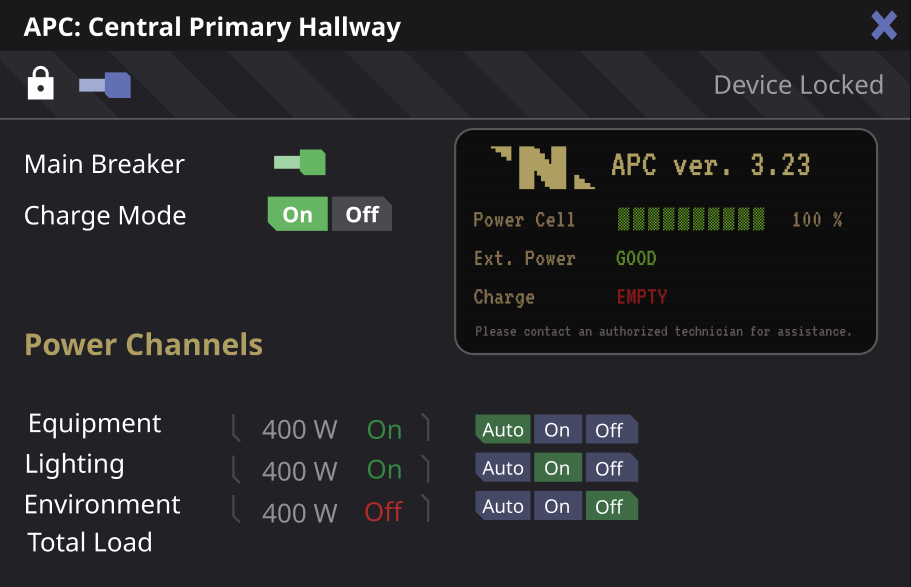 APC: Central Primary Hallway
Device Locked
Main Breaker
Charge Mode On Off
N. APC ver. 3.23
Power Cell 100 %
Ext. Power GOOD
Charge EMPTY
Please contact an authorized technician for assistance.
Power Channels
Equipment 400 W On Auto On Off
Lighting 400 W On Auto On Off
Environment 400 W Off Auto On Off
Total Load